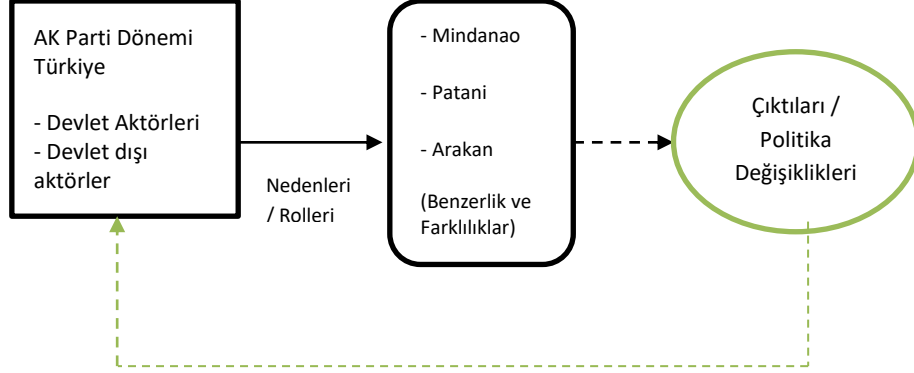 AK Parti Dönemi
Türkiye
- Devlet Aktörleri
- Devlet dışı
aktörler
Nedenleri
/ Rolleri
- Mindanao
- Patani
- Arakan
(Benzerlik ve
Farklılıklar)
Çıktıları /
Politika
Değişiklikleri